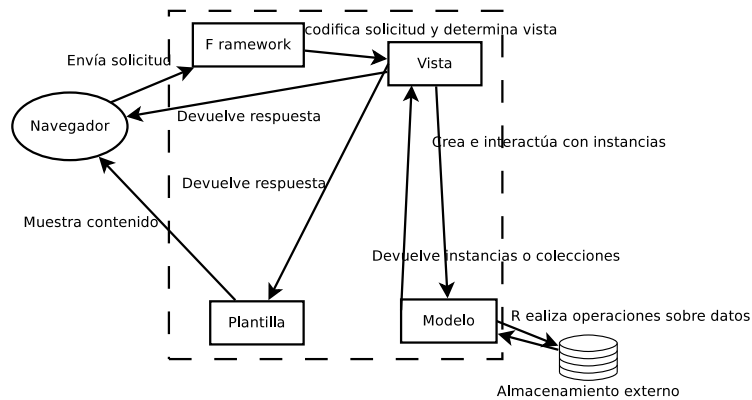 codifica solicitud y determina vista
F ramework
Envía solicitud
Vista
Devuelve respuesta
Navegador
Crea e interactúa con instancias
Devuelve respuesta
Muestra contenido
Devuelve instancias o colecciones
Plantilla
Modelo
R ealiza operaciones sobre datos
Almacenamiento externo